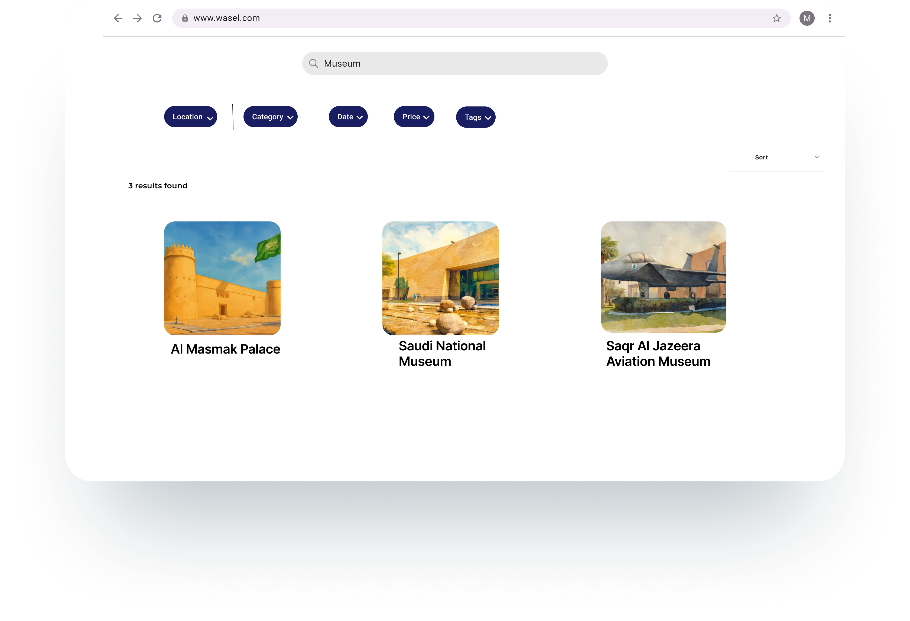 www.wasel.com
M
Museum
Location
Category
Date
Price
Tags
Sort
3 results found
Al Masmak Palace
Saudi National
Museum
Saqr Al Jazeera
Aviation Museum